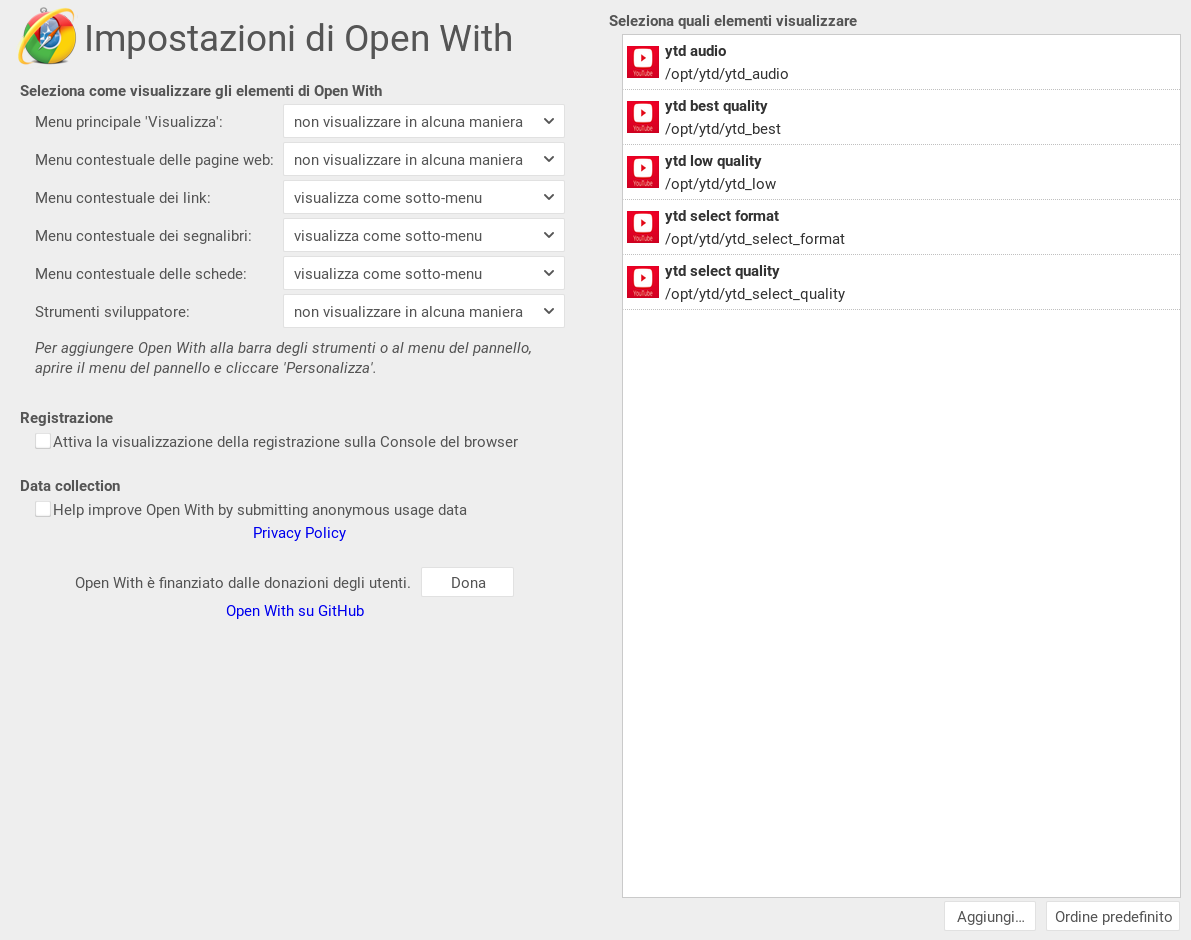 Impostazioni di Open With
Seleziona come visualizzare gli elementi di Open With
Menu principale 'Visualizza': non visualizzare in alcuna maniera
Menu contestuale delle pagine web: non visualizzare in alcuna maniera
Menu contestuale dei link: visualizza come sotto-menu
Menu contestuale dei segnalibri: visualizza come sotto-menu
Menu contestuale delle schede: visualizza come sotto-menu
Strumenti sviluppatore: non visualizzare in alcuna maniera
Per aggiungere Open With alla barra degli strumenti o al menu del pannello,
aprire il menu del pannello e cliccare 'Personalizza'.
Registrazione
Attiva la visualizzazione della registrazione sulla Console del browser
Data collection
Help improve Open With by submitting anonymous usage data
Privacy Policy
Open With è finanziato dalle donazioni degli utenti. Dona
Open With su GitHub
Seleziona quali elementi visualizzare
YouTube
ytd audio
/opt/ytd/ytd_audio
YouTube
ytd best quality
/opt/ytd/ytd_best
YouTube
ytd low quality
/opt/ytd/ytd_low
YouTube
ytd select format
/opt/ytd/ytd_select_format
YouTube
ytd select quality
/opt/ytd/ytd_select_quality
Aggiungi... Ordine predefinito